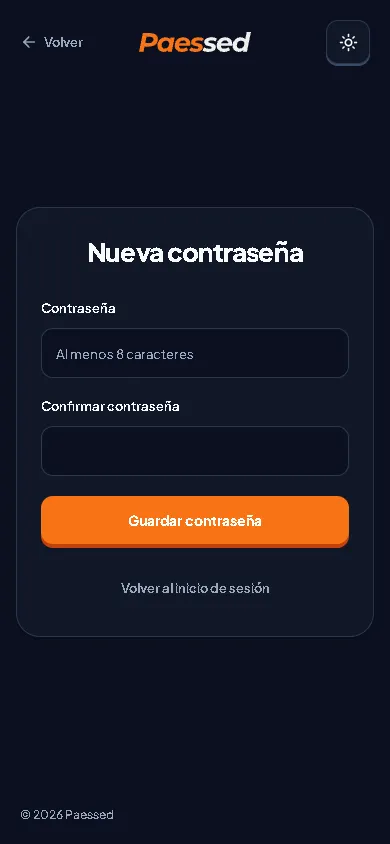 Volver
Paessed
Nueva contraseña
Contraseña
Al menos 8 caracteres
Confirmar contraseña
Guardar contraseña
Volver al inicio de sesión
© 2026 Paessed